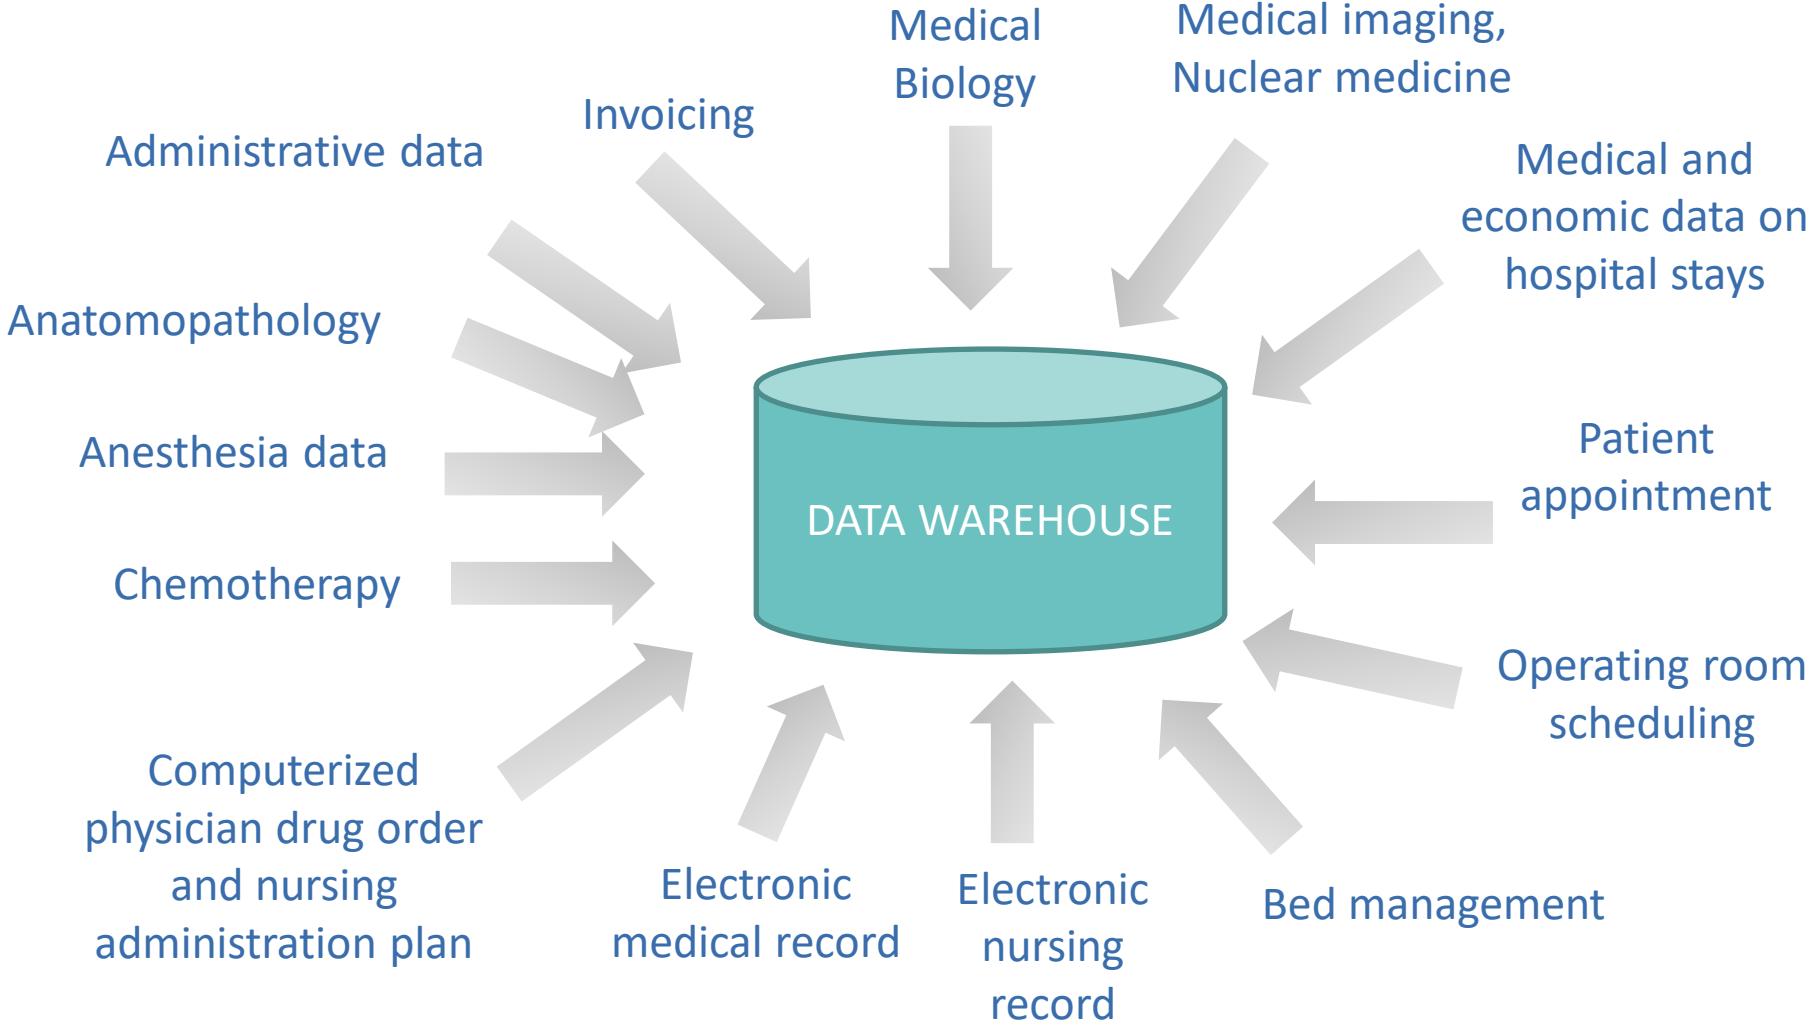 Medical
Biology
Medical imaging,
Nuclear medicine
Invoicing
Administrative data
Medical and
economic data on
hospital stays
Anatomopathology
Anesthesia data
Patient
appointment
DATA WAREHOUSE
Chemotherapy
Operating room
scheduling
Computerized
physician drug order
and nursing
administration plan
Electronic
medical record
Electronic
nursing
record
Bed management